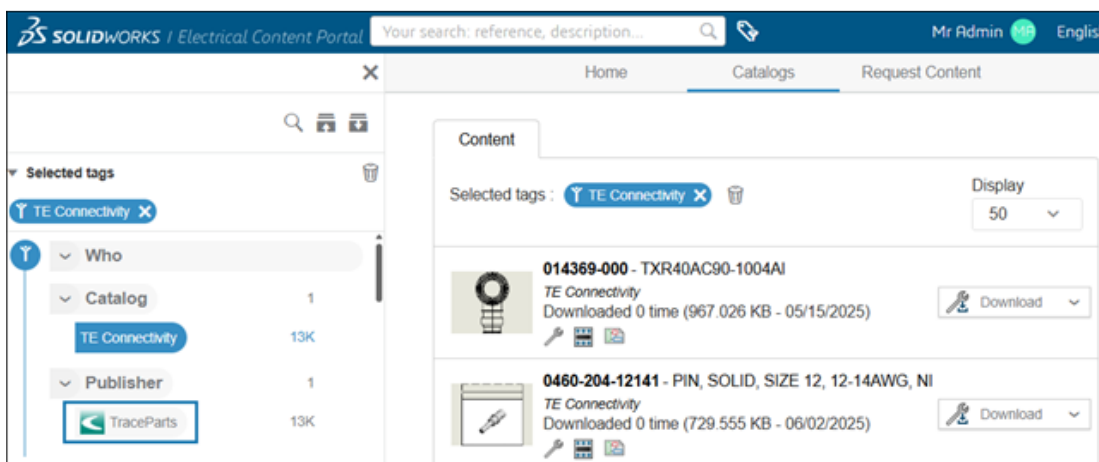 3S SOLIDWORKS / Electrical Content Portal
Your search: reference, description...
Mr Admin MA Englis
Home Catalogs Request Content
Selected tags
TE Connectivity
Who
Catalog 1
TE Connectivity 13K
Publisher 1
TraceParts 13K
Content
Selected tags : TE Connectivity
Display
50
014369-000 - TXR40AC90-1004AI
TE Connectivity
Downloaded 0 time (967.026 KB - 05/15/2025)
Download
0460-204-12141 - PIN, SOLID, SIZE 12, 12-14AWG, NI
TE Connectivity
Downloaded 0 time (729.555 KB - 06/02/2025)
Download